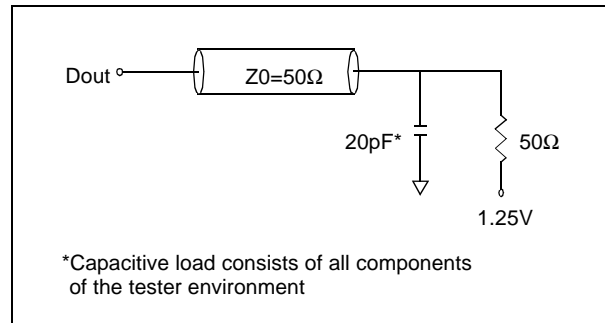 Dout
Z0=50Ω
20pF*
50Ω
1.25V
*Capacitive load consists of all components
of the tester environment